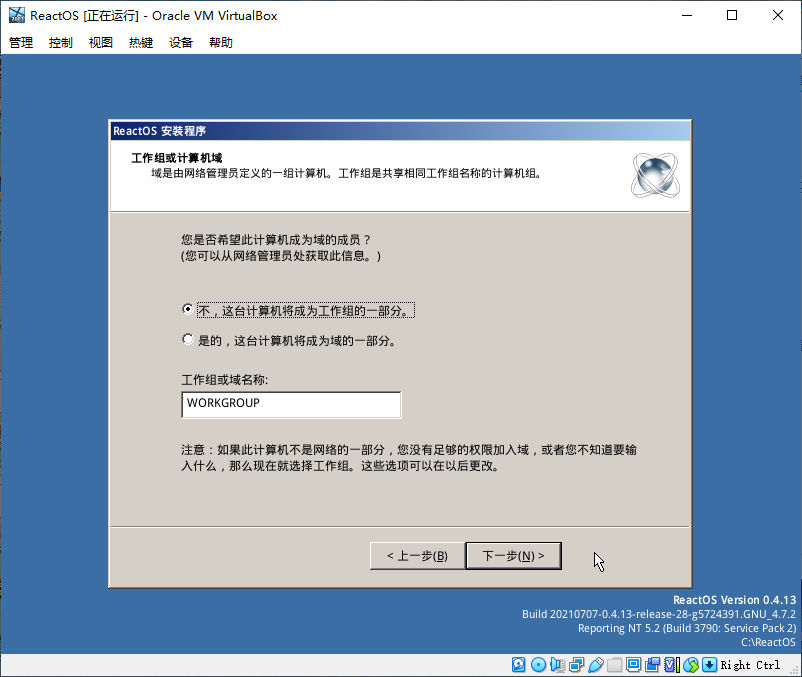 ReactOS [正在运行] - Oracle VM VirtualBox
管理 控制 视图 热键 设备 帮助
ReactOS 安装程序
工作组或计算机域
域是由网络管理员定义的一组计算机。工作组是共享相同工作组名称的计算机组。
您是否希望此计算机成为域的成员？
(您可以从网络管理员处获取此信息。)
不，这台计算机将成为工作组的一部分。
是的，这台计算机将成为域的一部分。
工作组或域名称:
WORKGROUP
注意：如果此计算机不是网络的一部分，您没有足够的权限加入域，或者您不知道要输
入什么，那么现在就选择工作组。这些选项可以在以后更改。
< 上一步(B) 下一步(N) >
ReactOS Version 0.4.13
Build 20210707-0.4.13-release-28-g5724391.GNU_4.7.2
Reporting NT 5.2 (Build 3790: Service Pack 2)
C:\ReactOS
Right Ctrl